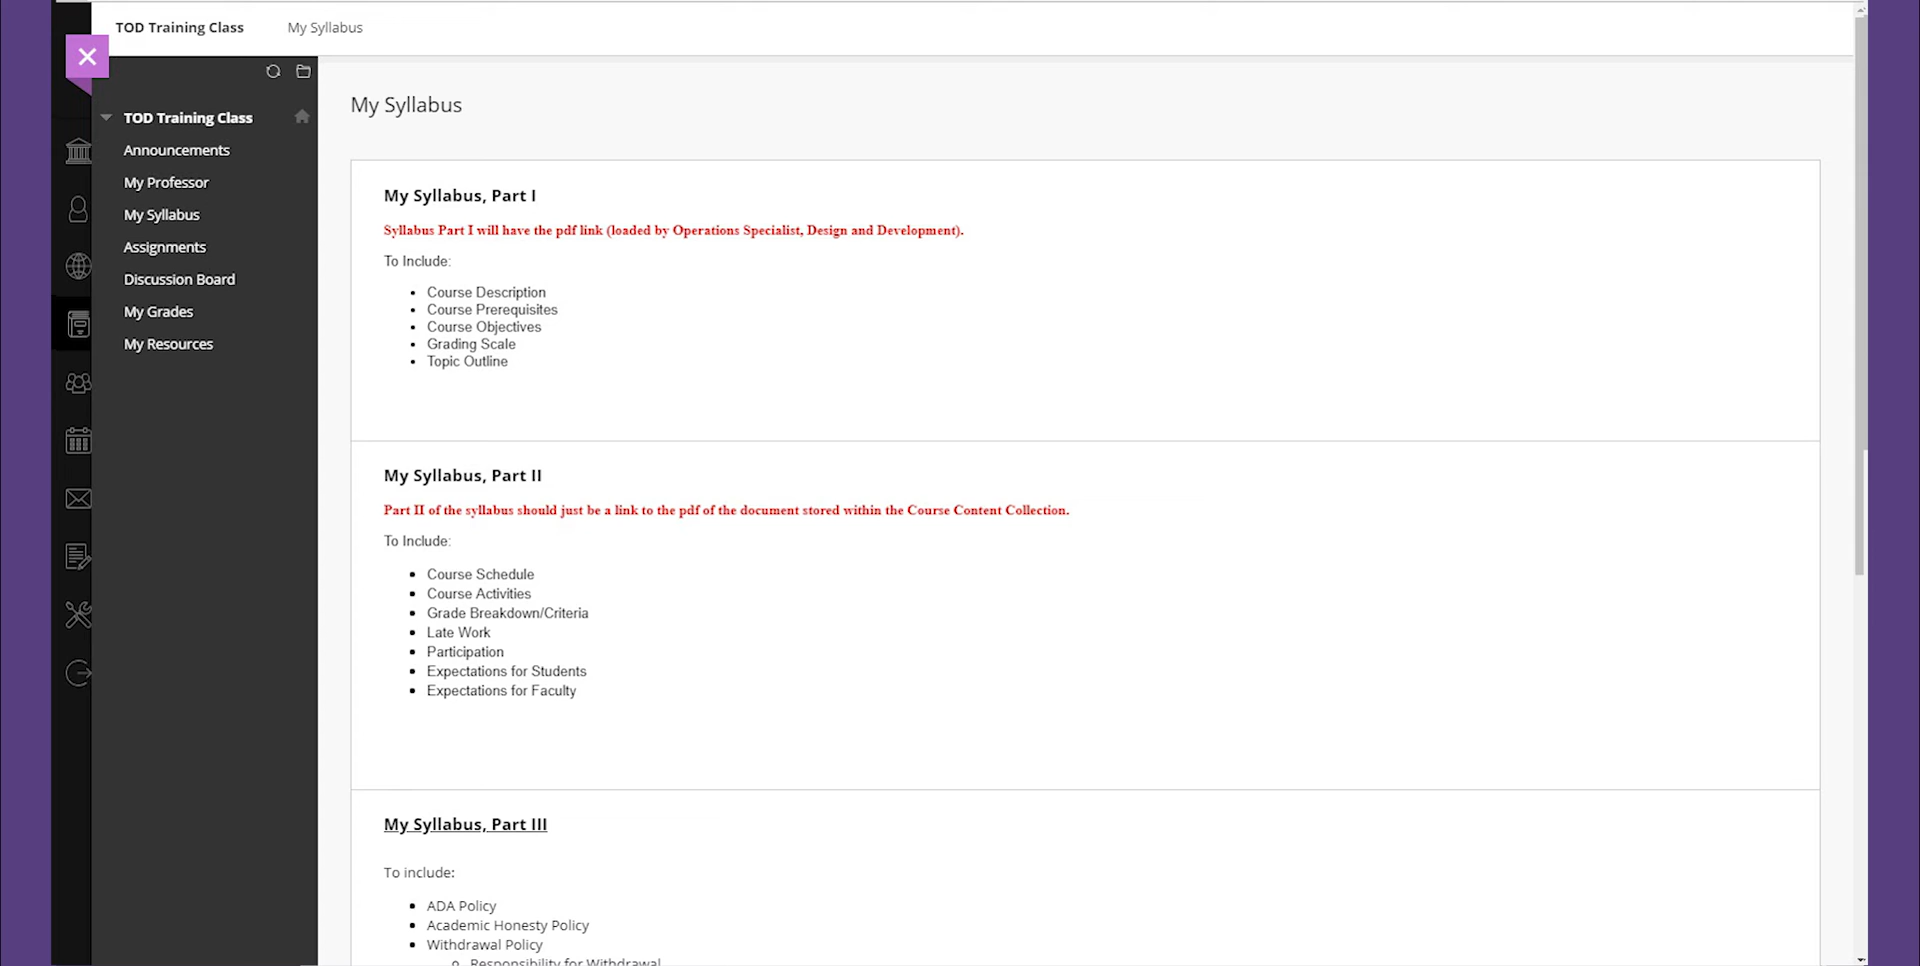 TOD Training Class My Syllabus
TOD Training Class
Announcements
My Professor
My Syllabus
Assignments
Discussion Board
My Grades
My Resources
My Syllabus
My Syllabus, Part I
Syllabus Part I will have the pdf link (loaded by Operations Specialist, Design and Development).
To Include:
Course Description
Course Prerequisites
Course Objectives
Grading Scale
Topic Outline
My Syllabus, Part II
Part II of the syllabus should just be a link to the pdf of the document stored within the Course Content Collection.
To Include:
Course Schedule
Course Activities
Grade Breakdown/Criteria
Late Work
Participation
Expectations for Students
Expectations for Faculty
My Syllabus, Part III
To include:
ADA Policy
Academic Honesty Policy
Withdrawal Policy
Responsibility for Withdrawal